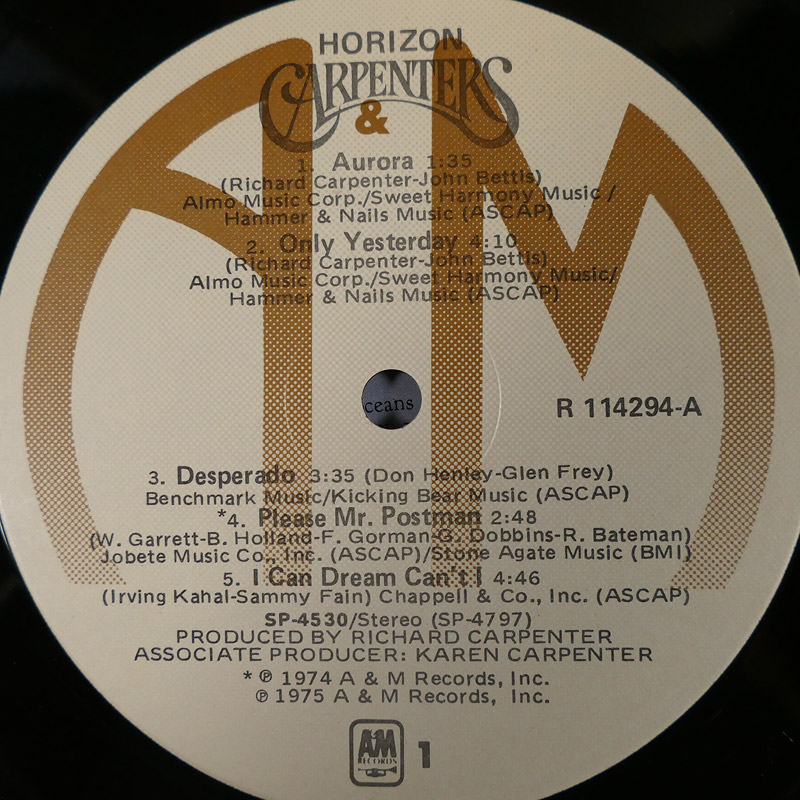 HORIZON
CARPENTERS
&
1. Aurora 1:35
(Richard Carpenter-John Bettis)
Almo Music Corp./Sweet Harmony Music /
Hammer & Nails Music (ASCAP)
2. Only Yesterday 4:10
(Richard Carpenter-John Bettis)
Almo Music Corp./Sweet Harmony Music/
Hammer & Nails Music (ASCAP)
ceans
R 114294-A
3. Desperado 3:35 (Don Henley-Glen Frey)
Benchmark Music/Kicking Bear Music (ASCAP)
*4. Please Mr. Postman 2:48
(W. Garrett-B. Holland-F. Gorman-G. Dobbins-R. Bateman)
Jobete Music Co., Inc. (ASCAP)/Stone Agate Music (BMI)
5. I Can Dream Can't I 4:46
(Irving Kahal-Sammy Fain) Chappell & Co., Inc. (ASCAP)
SP-4530/Stereo (SP-4797)
PRODUCED BY RICHARD CARPENTER
ASSOCIATE PRODUCER: KAREN CARPENTER
* ℗ 1974 A & M Records, Inc.
℗ 1975 A & M Records, Inc.
AM RECORDS 1